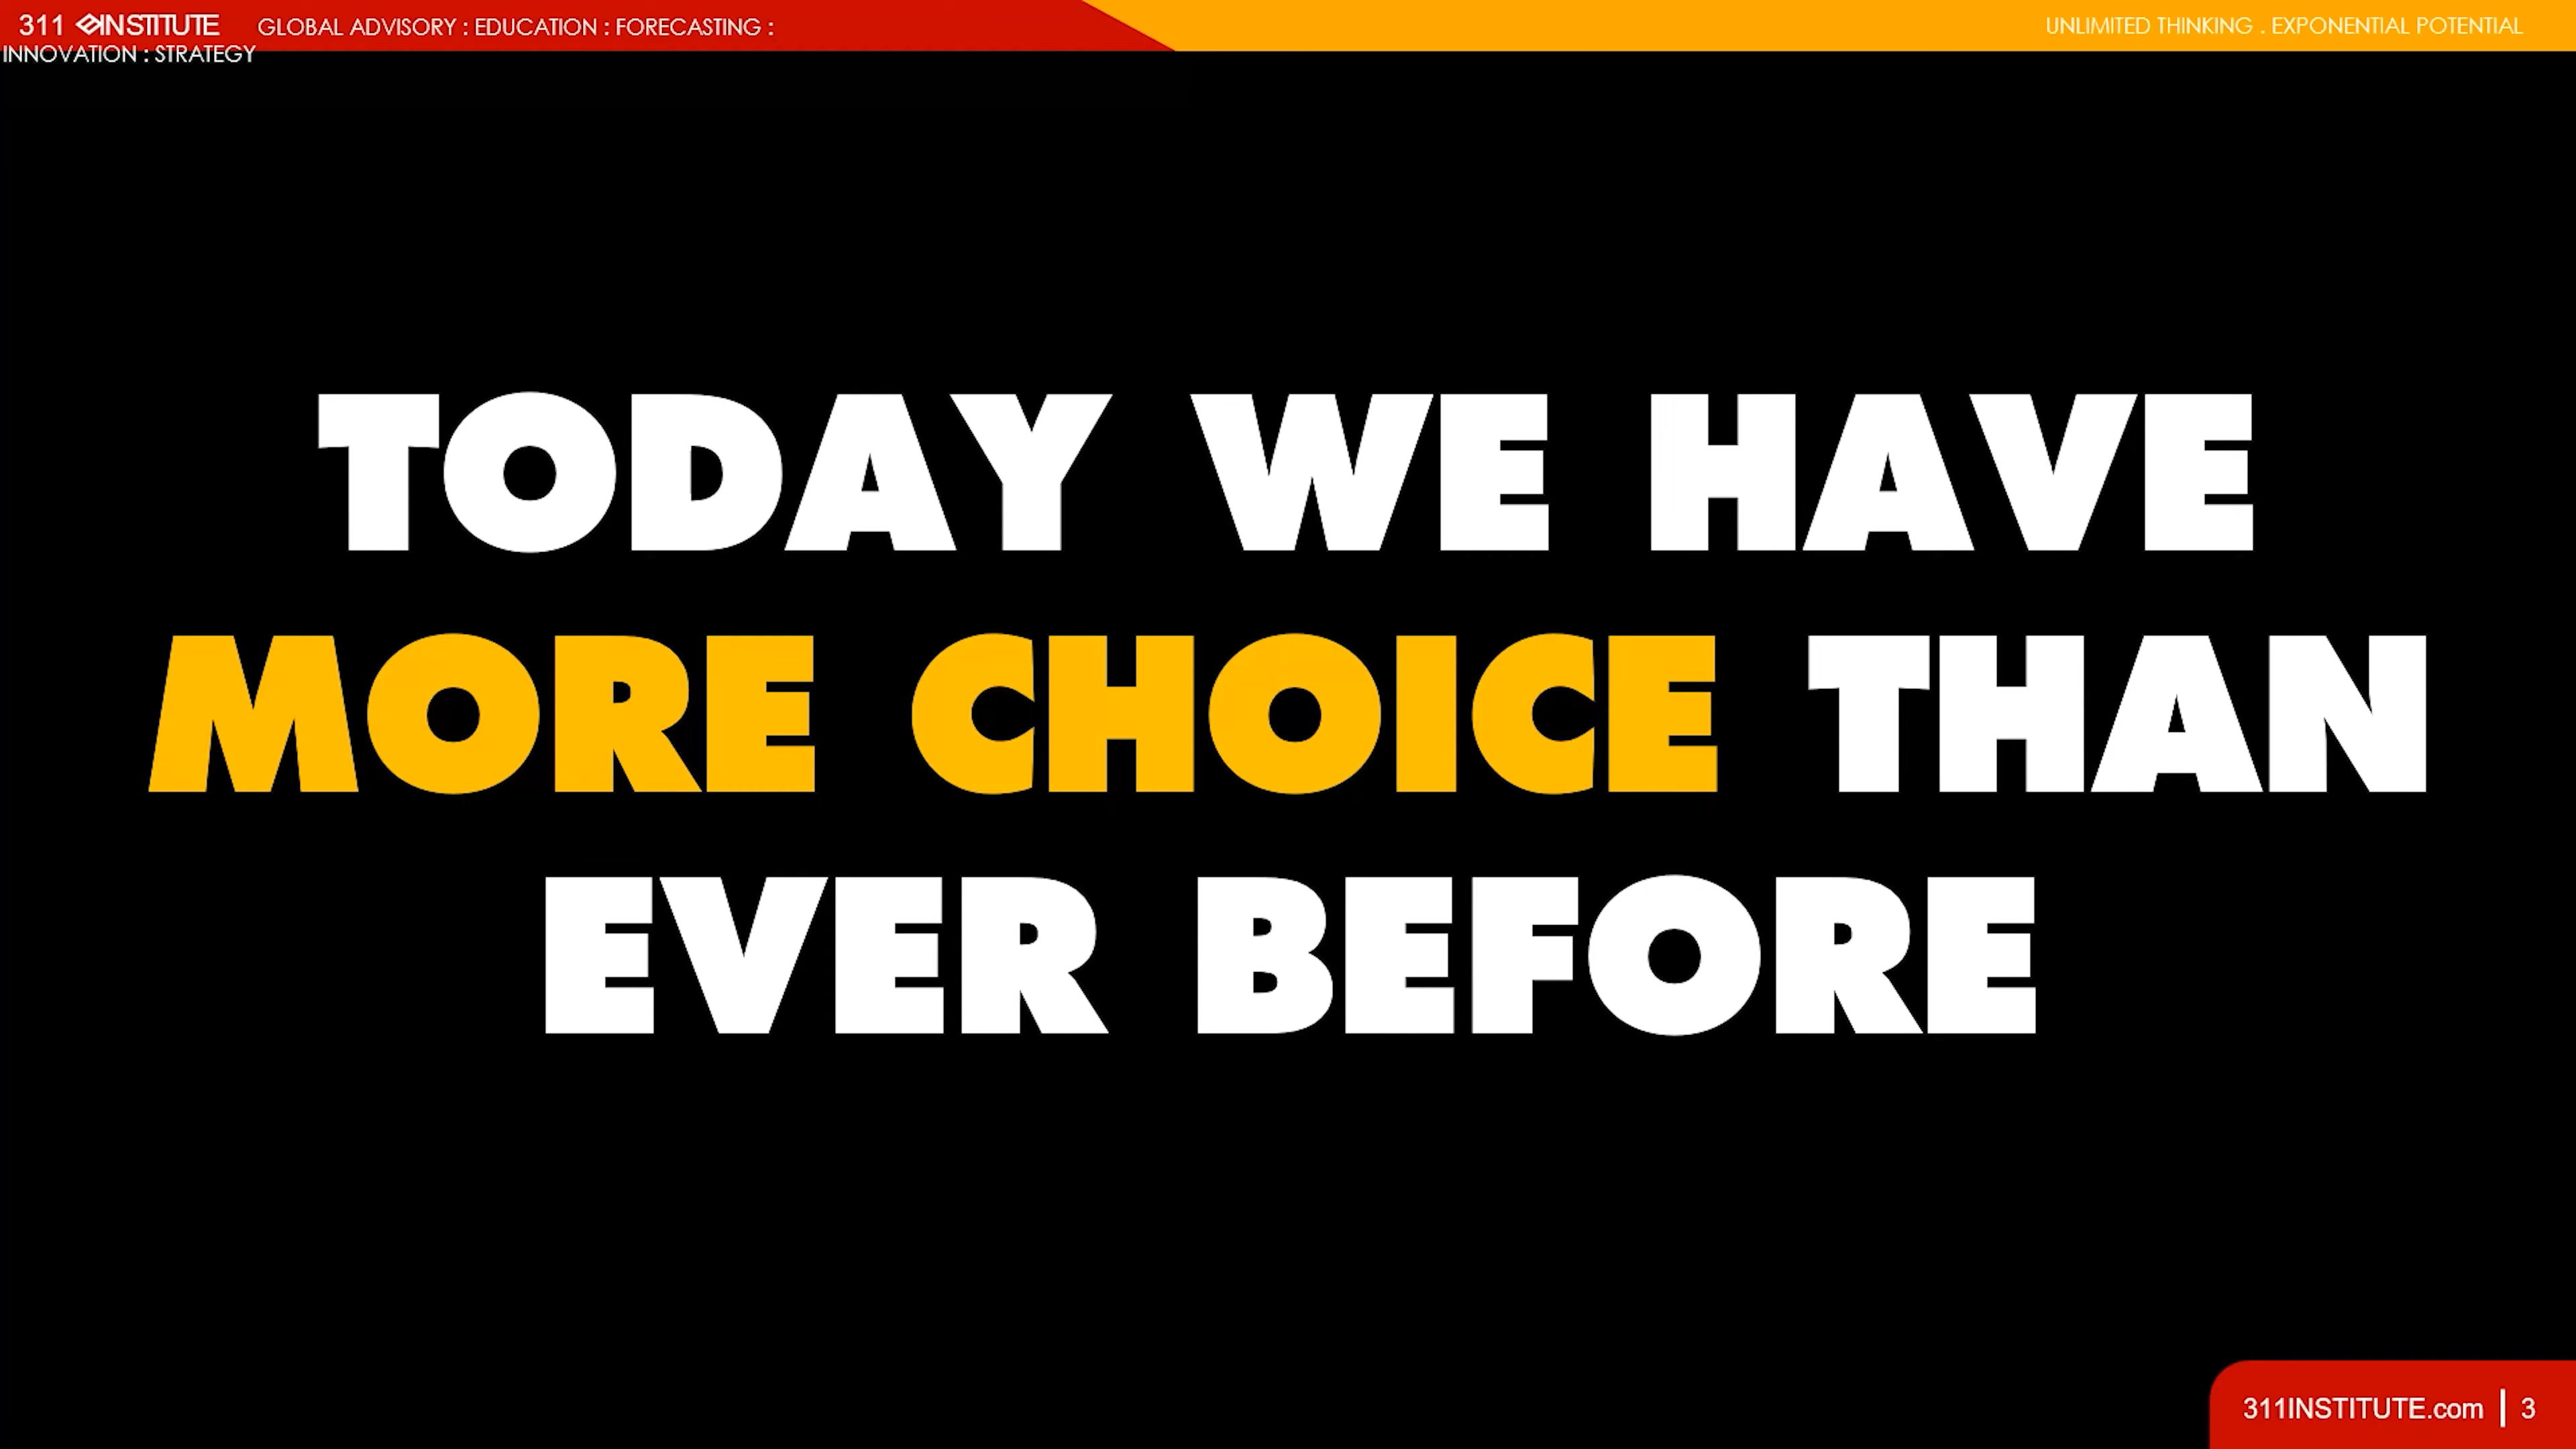 311 INSTITUTE GLOBAL ADVISORY : EDUCATION : FORECASTING :
INNOVATION : STRATEGY
UNLIMITED THINKING . EXPONENTIAL POTENTIAL
TODAY WE HAVE
MORE CHOICE THAN
EVER BEFORE
311INSTITUTE.com | 3